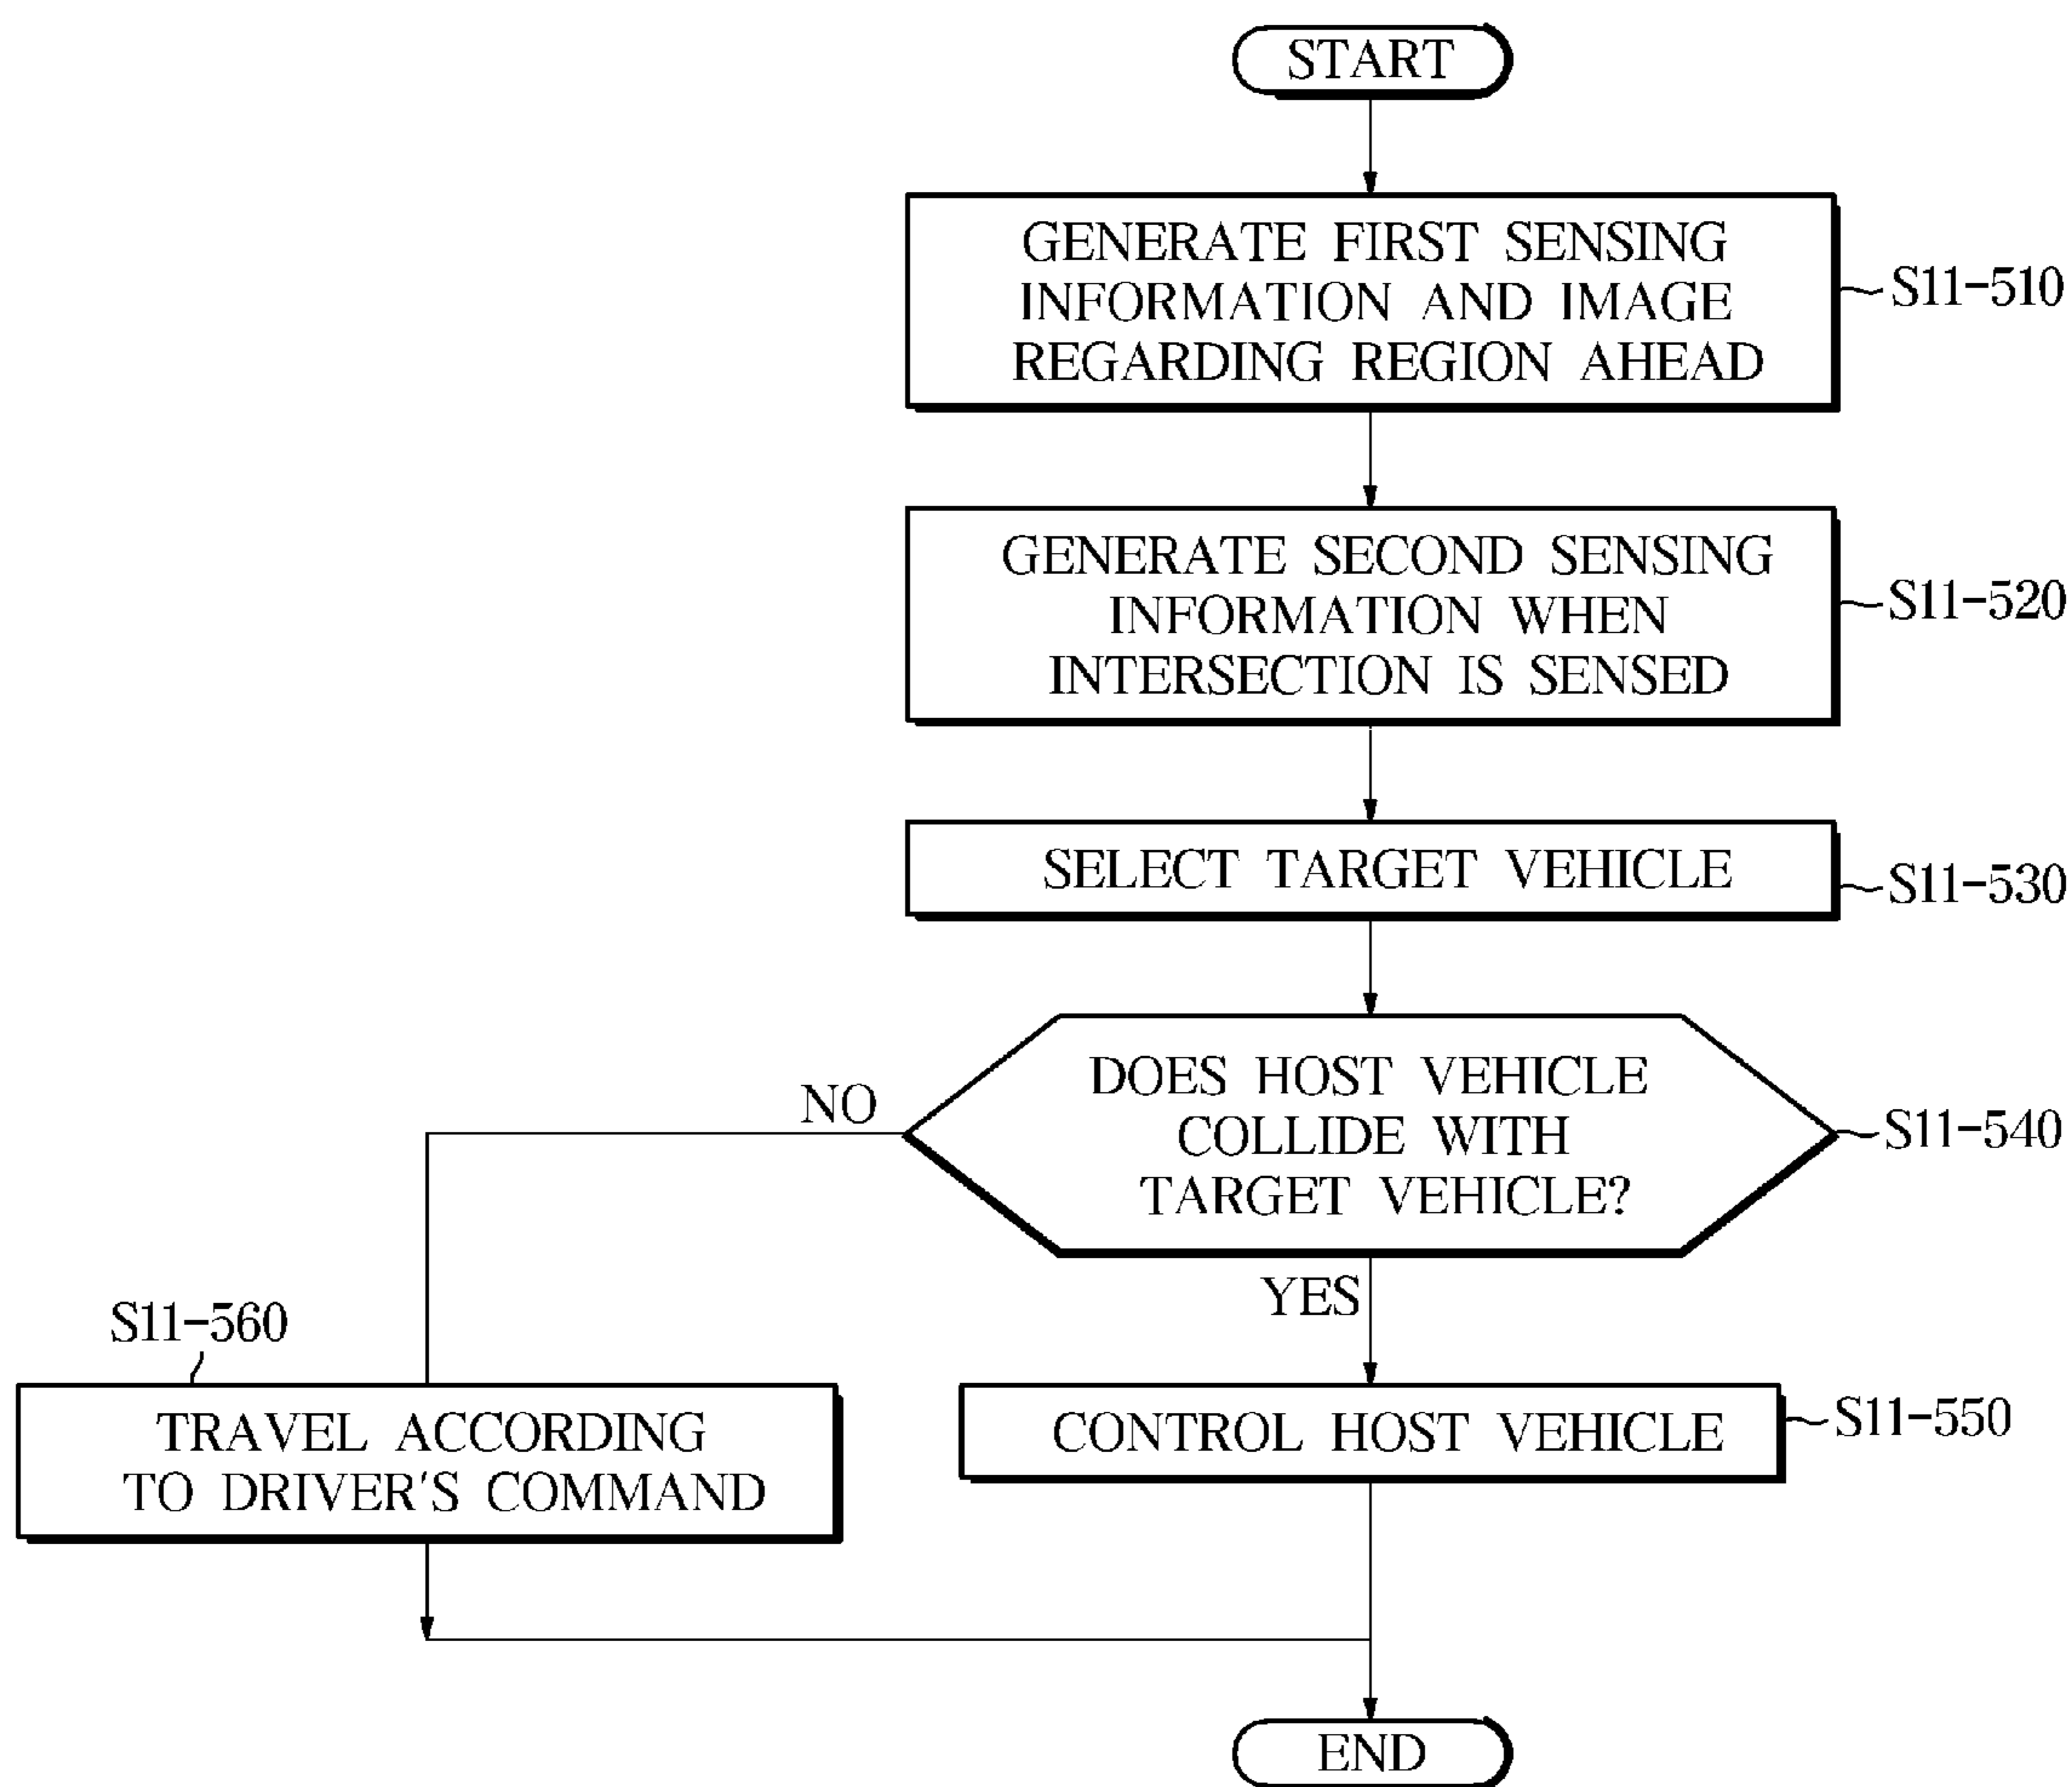 START
GENERATE FIRST SENSING
INFORMATION AND IMAGE
REGARDING REGION AHEAD
S11-510
GENERATE SECOND SENSING
INFORMATION WHEN
INTERSECTION IS SENSED
S11-520
SELECT TARGET VEHICLE
S11-530
DOES HOST VEHICLE
COLLIDE WITH
TARGET VEHICLE?
S11-540
NO
YES
S11-560
TRAVEL ACCORDING
TO DRIVER'S COMMAND
CONTROL HOST VEHICLE
S11-550
END